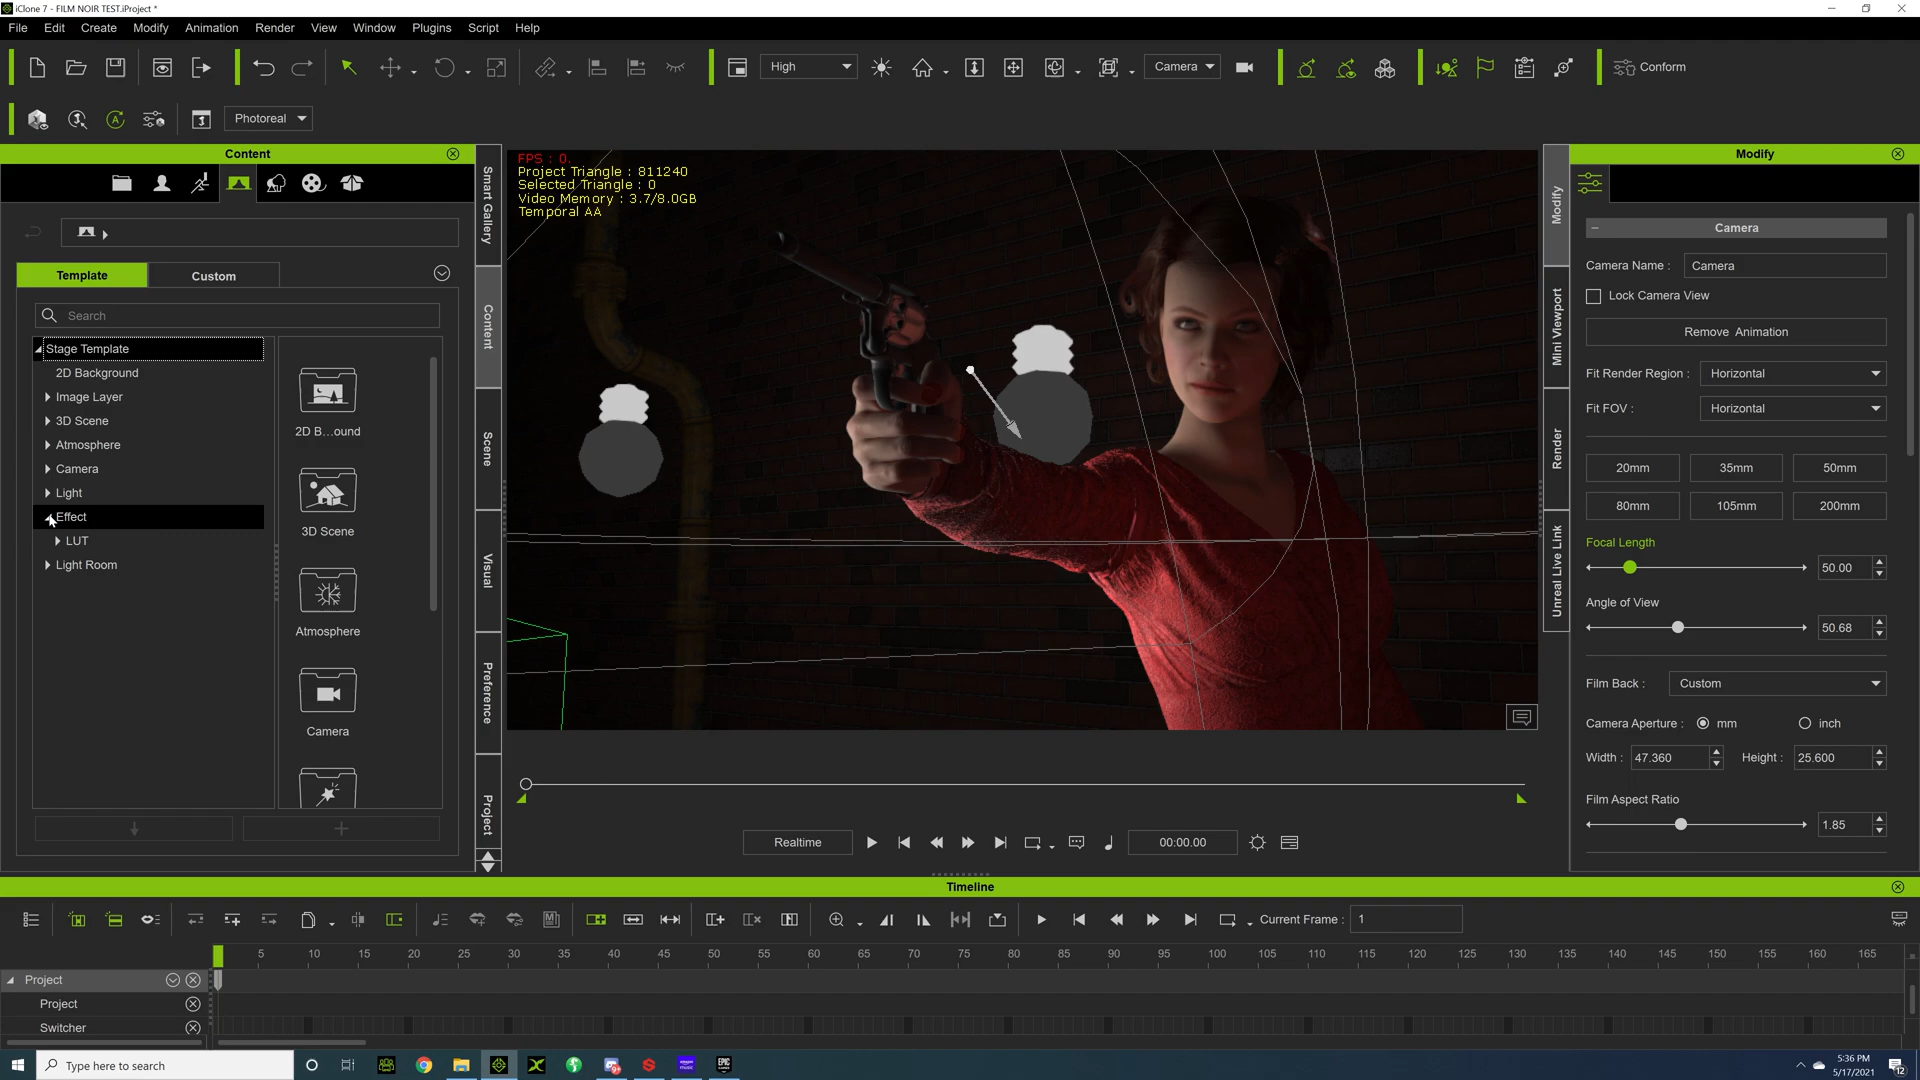 iClone 7 - FILM NOIR TEST.iProject *
File Edit Create Modify Animation Render View Window Plugins Script Help
High
Camera
Conform
Photoreal
Content
Template
Custom
Search
Stage Template
2D Background
Image Layer
3D Scene
Atmosphere
Camera
Light
Effect
LUT
Light Room
2D B...ound
3D Scene
Atmosphere
Camera
Smart Gallery
Content
Scene
Visual
Preference
Project
FPS : 0.
Project Triangle : 811240
Selected Triangle : 0
Video Memory : 3.7/8.0GB
Temporal AA
Realtime
00:00.00
Modify
Mini Viewport
Render
Unreal Live Link
Modify
Camera
Camera Name : Camera
Lock Camera View
Remove Animation
Fit Render Region : Horizontal
Fit FOV : Horizontal
20mm 35mm 50mm
80mm 105mm 200mm
Focal Length
50.00
Angle of View
50.68
Film Back : Custom
Camera Aperture : mm inch
Width : 47.360 Height : 25.600
Film Aspect Ratio
1.85
Timeline
Current Frame : 1
5 10 15 20 25 30 35 40 45 50 55 60 65 70 75 80 85 90 95 100 105 110 115 120 125 130 135 140 145 150 155 160 165
Project
Project
Switcher
Type here to search
5:36 PM
5/17/2021
12